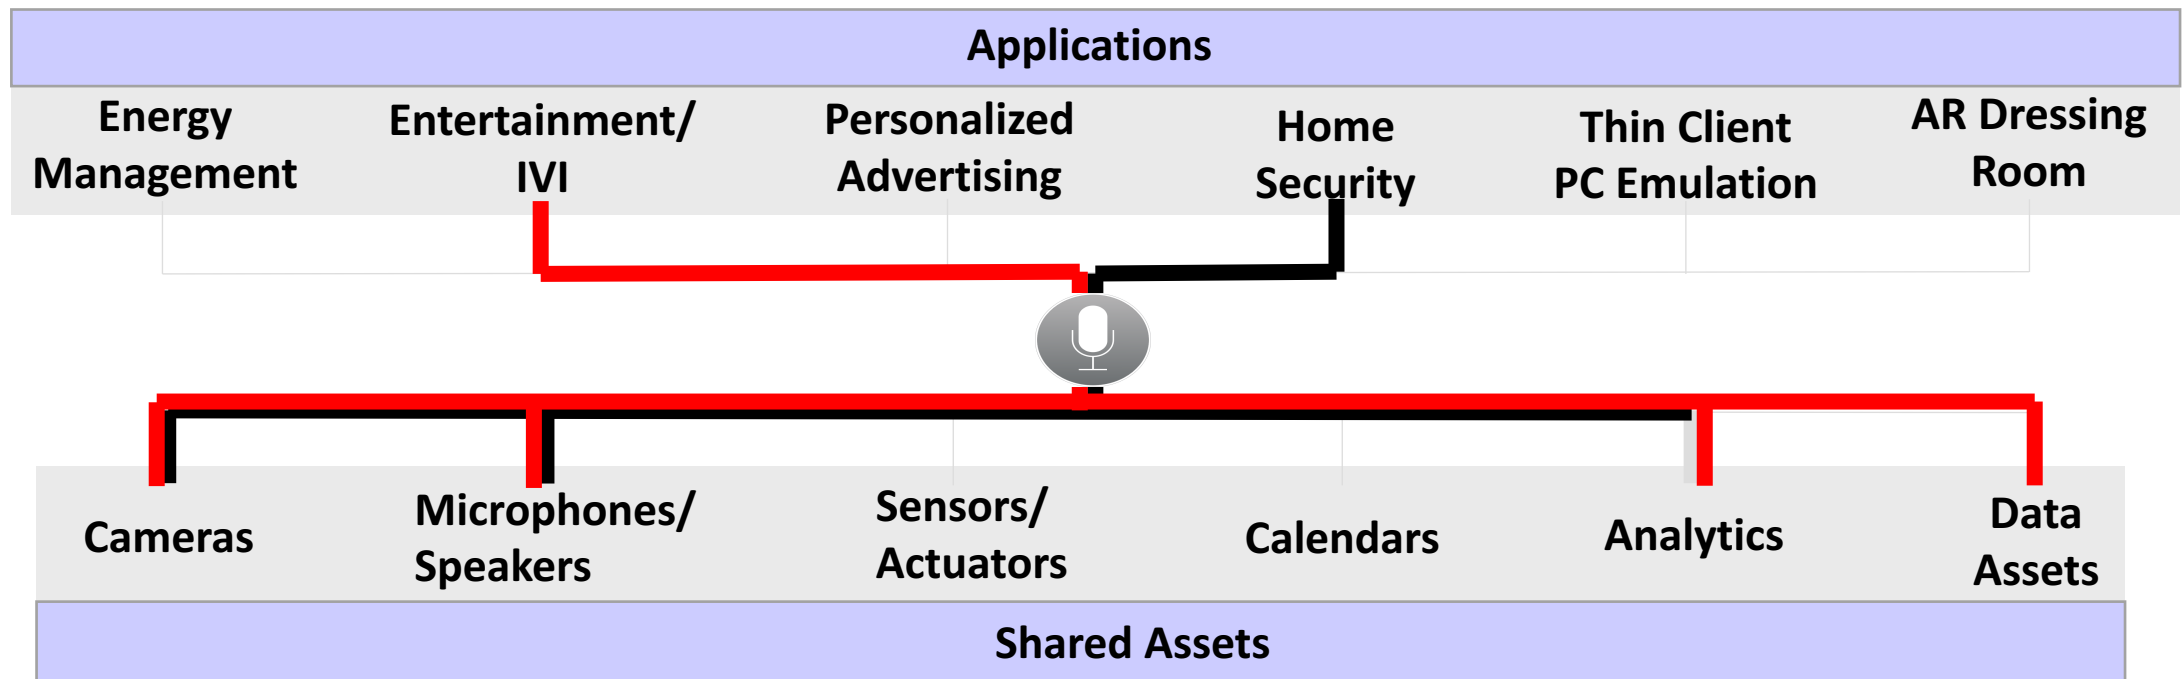 Applications
Energy
Management
Entertainment/
IVI
Personalized
Advertising
Home
Security
Thin Client
PC Emulation
AR Dressing
Room
Cameras
Microphones/
Speakers
Sensors/
Actuators
Calendars
Analytics
Data
Assets
Shared Assets